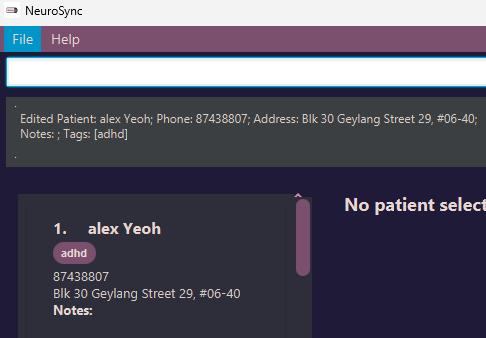 NeuroSync
File Help
.
Edited Patient: alex Yeoh; Phone: 87438807; Address: Blk 30 Geylang Street 29, #06-40;
Notes: ; Tags: [adhd]
.
1. alex Yeoh
adhd
87438807
Blk 30 Geylang Street 29, #06-40
Notes:
No patient select